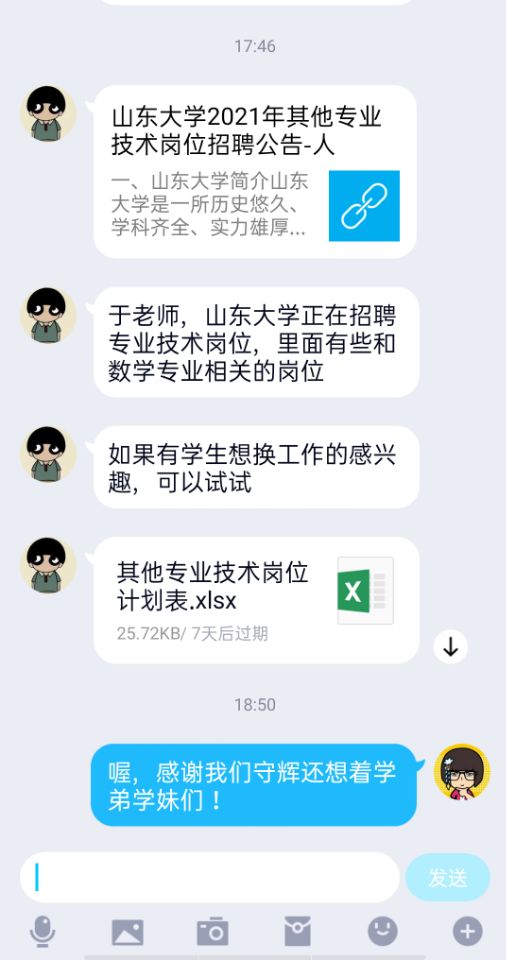 17:46
山东大学2021年其他专业
技术岗位招聘公告-人
一、山东大学简介山东
大学是一所历史悠久、
学科齐全、实力雄厚...
于老师，山东大学正在招聘
专业技术岗位，里面有些和
数学专业相关的岗位
如果有学生想换工作的感兴
趣，可以试试
其他专业技术岗位
计划表.xlsx
X
25.72KB/ 7天后过期
18:50
喔，感谢我们守辉还想着学
弟学妹们！
发送